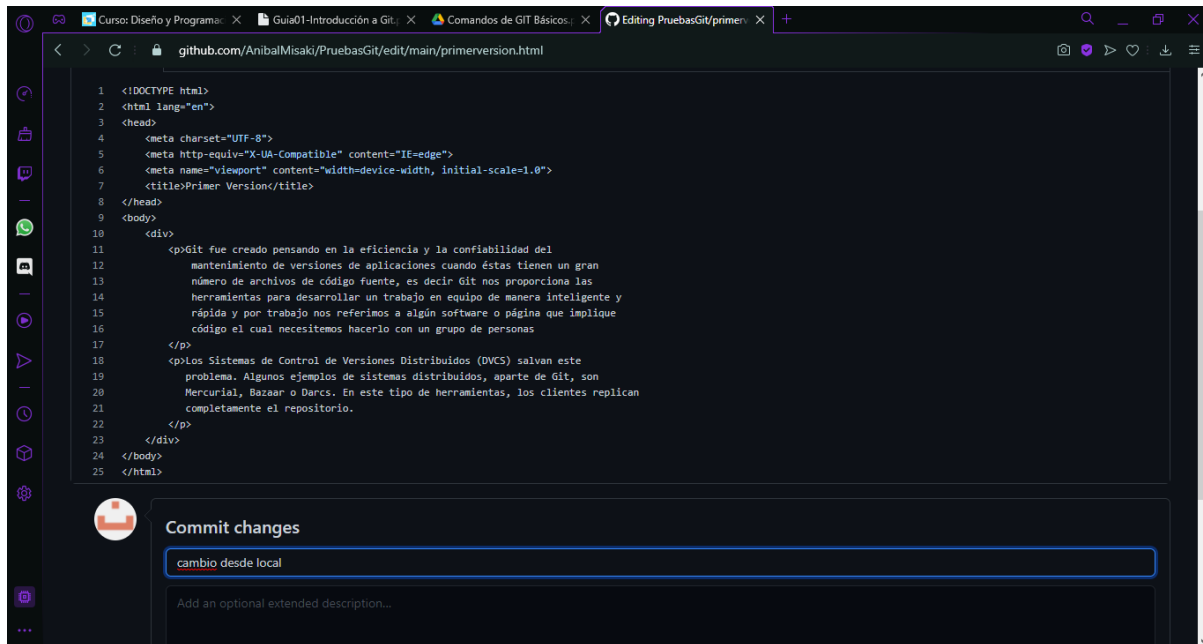 Curso: Diseño y Programac
Guia01-Introducción a Git.
Comandos de GIT Básicos.
Editing PruebasGit/primerv
github.com/AnibalMisaki/PruebasGit/edit/main/primerversion.html
1 <!DOCTYPE html>
2 <html lang="en">
3 <head>
4 <meta charset="UTF-8">
5 <meta http-equiv="X-UA-Compatible" content="IE=edge">
6 <meta name="viewport" content="width=device-width, initial-scale=1.0">
7 <title>Primer Version</title>
8 </head>
9 <body>
10 <div>
11 <p>Git fue creado pensando en la eficiencia y la confiabilidad del
12 mantenimiento de versiones de aplicaciones cuando éstas tienen un gran
13 número de archivos de código fuente, es decir Git nos proporciona las
14 herramientas para desarrollar un trabajo en equipo de manera inteligente y
15 rápida y por trabajo nos referimos a algún software o página que implique
16 código el cual necesitemos hacerlo con un grupo de personas
17 </p>
18 <p>Los Sistemas de Control de Versiones Distribuidos (DVCS) salvan este
19 problema. Algunos ejemplos de sistemas distribuidos, aparte de Git, son
20 Mercurial, Bazaar o Darcs. En este tipo de herramientas, los clientes replican
21 completamente el repositorio.
22 </p>
23 </div>
24 </body>
25 </html>
Commit changes
cambio desde local
Add an optional extended description...